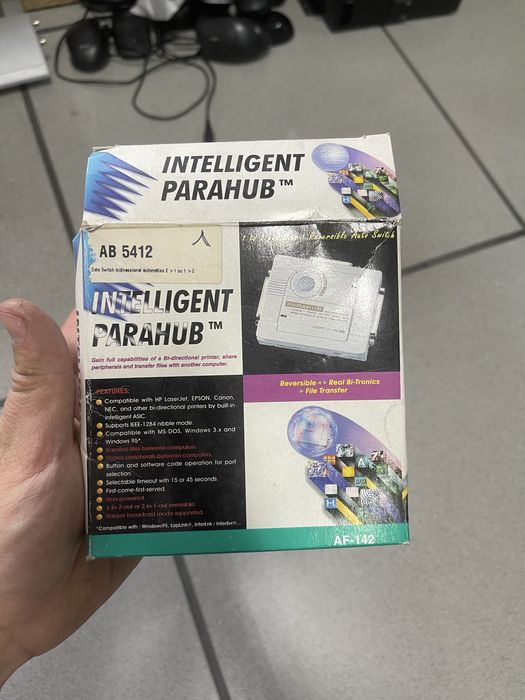 INTELLIGENT
PARAHUB™
AB 5412
Data Switch bidirecional automatico 2 > 1 ou 1 > 2
Reversible Auto Switch
INTELLIGENT
PARAHUB™
PARAHUB
Gain full capabilities of a Bi-directional printer, share
peripherals and transfer files with another computer.
Reversible <> Real Bi-Tronics
> File Transfer
FEATURES:
Compatible with HP LaserJet, EPSON, Canon,
NEC, and other bi-directional printers by built-in
intelligent ASIC.
Supports IEEE-1284 nibble mode.
Compatible with MS-DOS, Windows 3.x and
Windows 95*.
Transfers files between computers.
Shares peripherals between computers.
Button and software code operation for port
selection.
Selectable timeout with 15 or 45 seconds.
First-come-first-served.
Non-powered.
1-in-2-out or 2-in-1-out reversible.
Unique broadcast mode supported.
*Compatible with : Windows95, LapLink®, InterLnk / InterSvr
AF-142